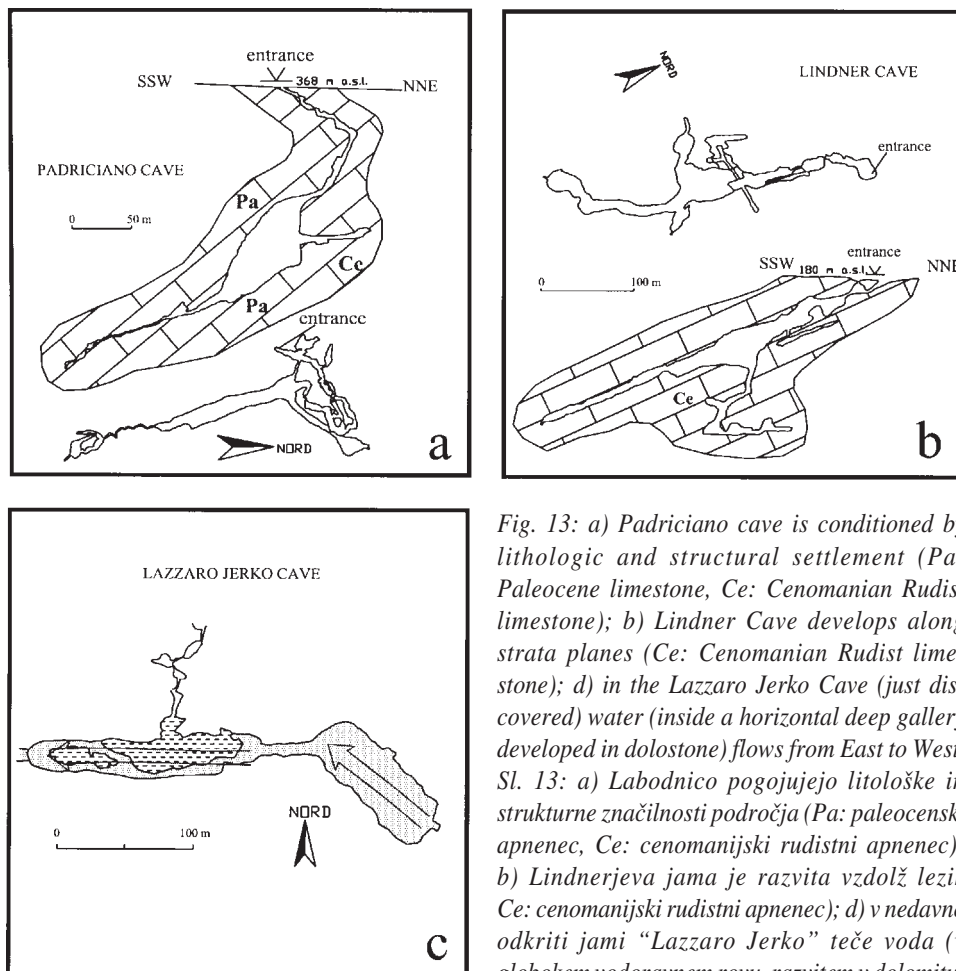 entrance
SSW
368 m a.s.l.
NNE
PADRICIANO CAVE
0 50 m
Pa
Ce
Pa
entrance
NORD
a
NORD
LINDNER CAVE
entrance
SSW
180 m a.s.l.
entrance
NNE
0 100 m
Ce
b
LAZZARO JERKO CAVE
0 100 m
NORD
c
Fig. 13: a) Padriciano cave is conditioned by
lithologic and structural settlement (Pa:
Paleocene limestone, Ce: Cenomanian Rudist
limestone); b) Lindner Cave develops along
strata planes (Ce: Cenomanian Rudist lime-
stone); d) in the Lazzaro Jerko Cave (just dis-
covered) water (inside a horizontal deep gallery
developed in dolostone) flows from East to West.
Sl. 13: a) Labodnico pogojujejo litološke in
strukturne značilnosti področja (Pa: paleocenski
apnenec, Ce: cenomanijski rudistni apnenec);
b) Lindnerjeva jama je razvita vzdolž lezik
Ce: cenomanijski rudistni apnenec); d) v nedavno
odkriti jami “Lazzaro Jerko” teče voda (v